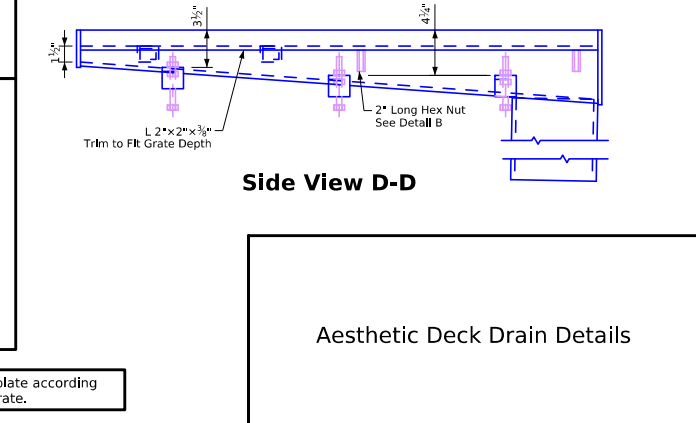 3½"
4¼"
1½"
2" Long Hex Nut
See Detail B
L 2"×2"×⅜"
Trim to Fit Grate Depth
Side View D-D
Aesthetic Deck Drain Details
plate according
rate.